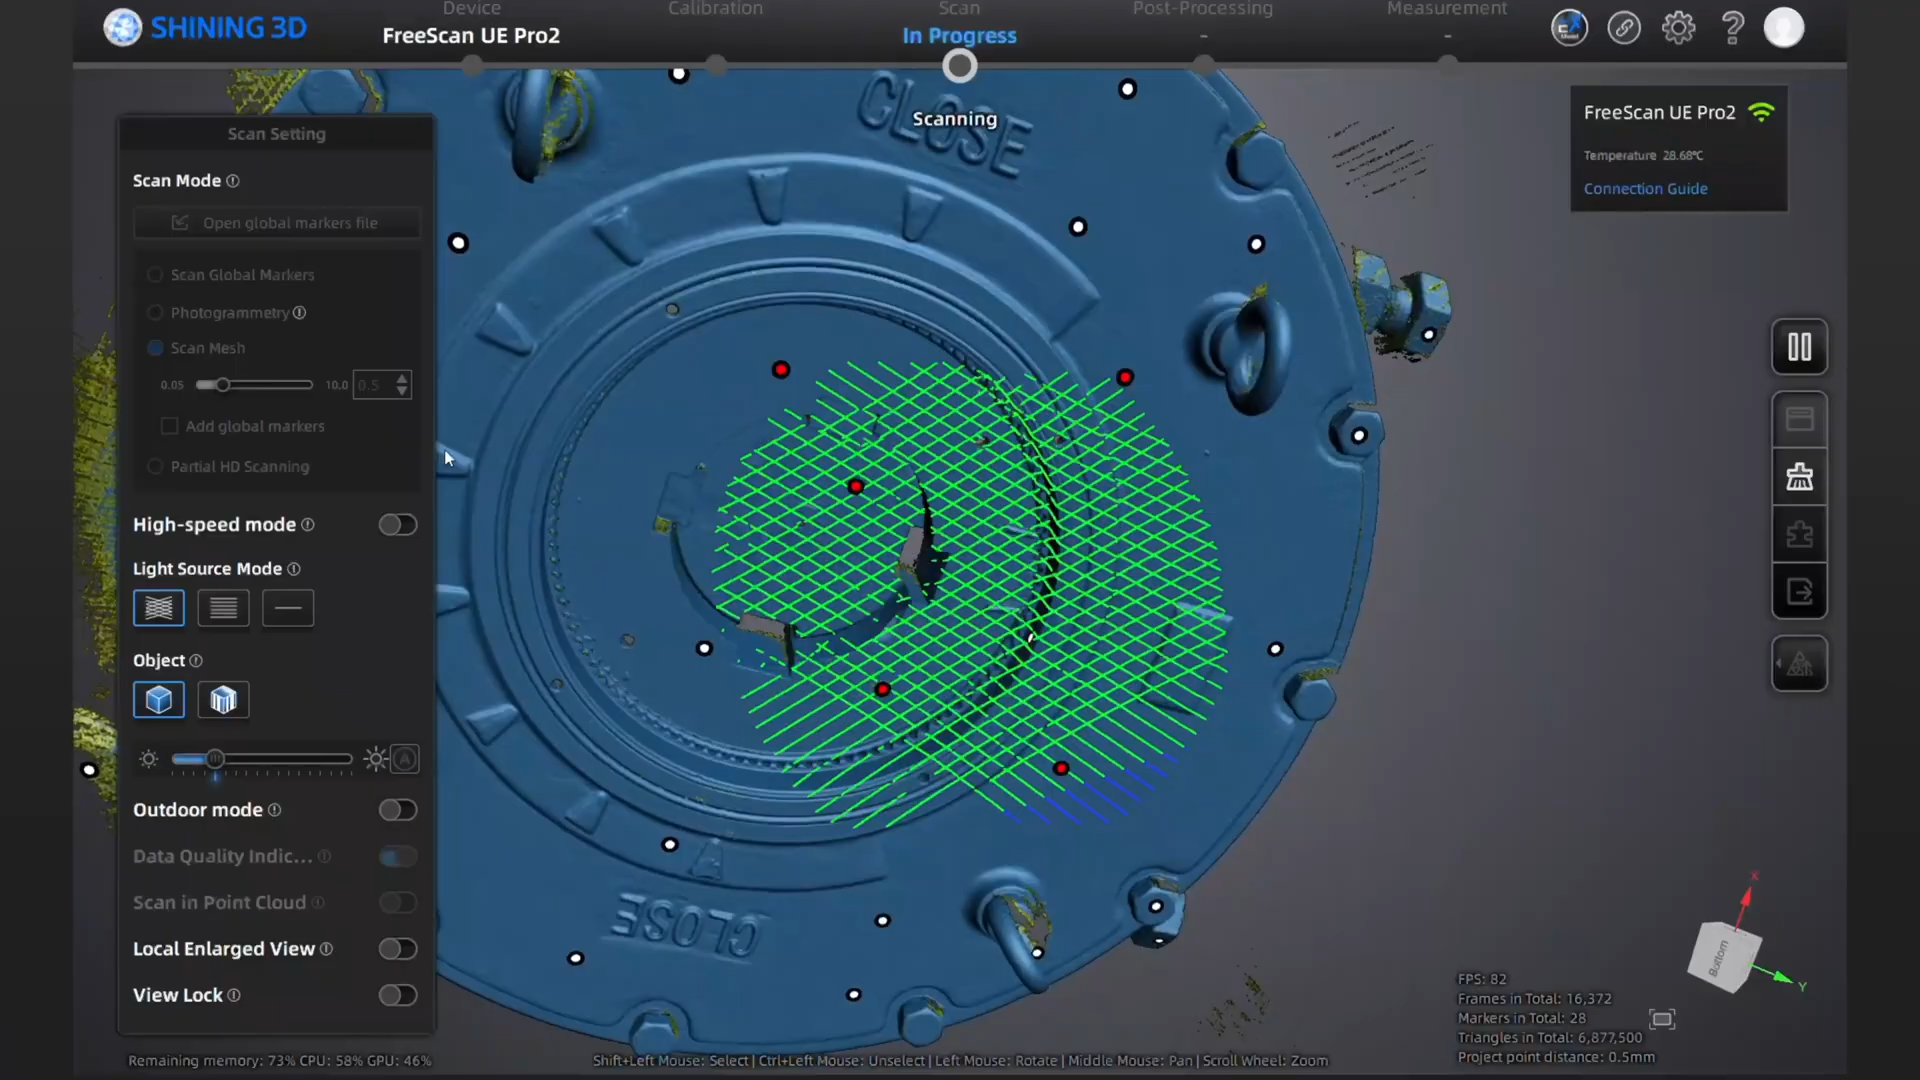 SHINING 3D
Device
FreeScan UE Pro2
Calibration
Scan
In Progress
Post-Processing
-
Measurement
-
Scanning
FreeScan UE Pro2
Temperature 28.68℃
Connection Guide
Scan Setting
Scan Mode
Open global markers file
Scan Global Markers
Photogrammetry
Scan Mesh
0.05
10.0
0.5
Add global markers
Partial HD Scanning
High-speed mode
Light Source Mode
Object
A
Outdoor mode
Data Quality Indic...
Scan in Point Cloud
Local Enlarged View
View Lock
CLOSE
CLOSE
X
Bottom
Y
FPS: 82
Frames in Total: 16,372
Markers in Total: 28
Triangles in Total: 6,877,500
Project point distance: 0.5mm
Remaining memory: 73% CPU: 58% GPU: 46%
Shift+Left Mouse: Select | Ctrl+Left Mouse: Unselect | Left Mouse: Rotate | Middle Mouse: Pan | Scroll Wheel: Zoom